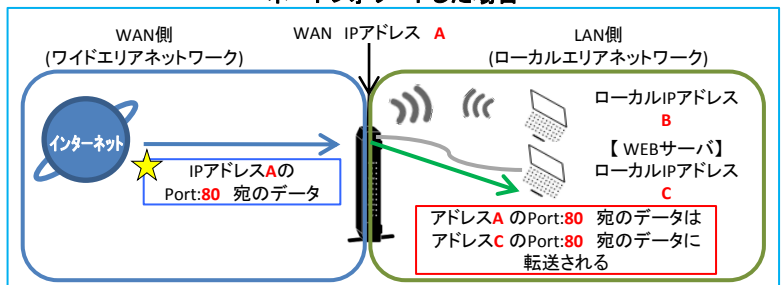 WAN側
(ワイドエリアネットワーク)
WAN IPアドレス A
LAN側
(ローカルエリアネットワーク)
インターネット
IPアドレスAの
Port:80 宛のデータ
ローカルIPアドレス
B
【 WEBサーバ】
ローカルIPアドレス
C
アドレスA のPort:80 宛のデータは
アドレスC のPort:80 宛のデータに
転送される